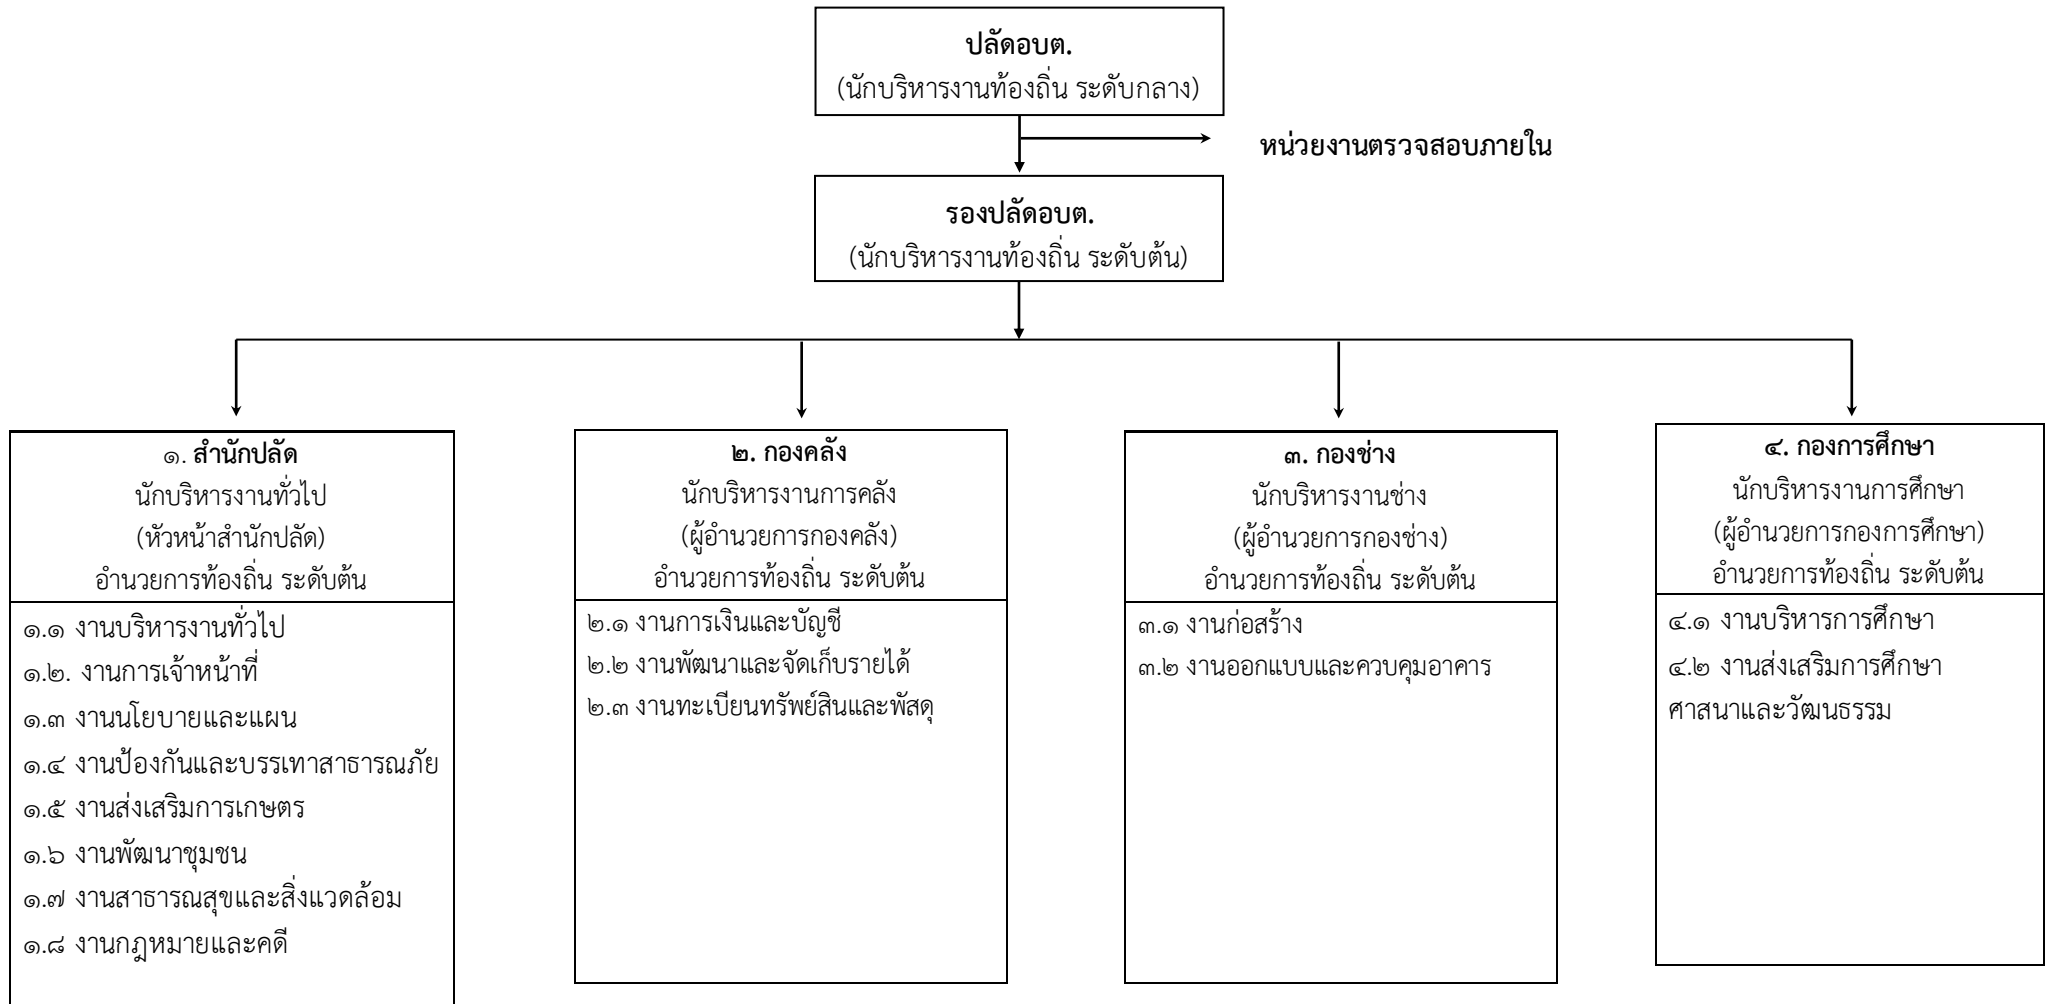 ปลัดอบต.
(นักบริหารงานท้องถิ่น ระดับกลาง)
หน่วยงานตรวจสอบภายใน
รองปลัดอบต.
(นักบริหารงานท้องถิ่น ระดับต้น)
๑. สำนักปลัด
นักบริหารงานทั่วไป
(หัวหน้าสำนักปลัด)
อำนวยการท้องถิ่น ระดับต้น
๑.๑ งานบริหารงานทั่วไป
๑.๒. งานการเจ้าหน้าที่
๑.๓ งานนโยบายและแผน
๑.๔ งานป้องกันและบรรเทาสาธารณภัย
๑.๕ งานส่งเสริมการเกษตร
๑.๖ งานพัฒนาชุมชน
๑.๗ งานสาธารณสุขและสิ่งแวดล้อม
๑.๘ งานกฎหมายและคดี
๒. กองคลัง
นักบริหารงานการคลัง
(ผู้อำนวยการกองคลัง)
อำนวยการท้องถิ่น ระดับต้น
๒.๑ งานการเงินและบัญชี
๒.๒ งานพัฒนาและจัดเก็บรายได้
๒.๓ งานทะเบียนทรัพย์สินและพัสดุ
๓. กองช่าง
นักบริหารงานช่าง
(ผู้อำนวยการกองช่าง)
อำนวยการท้องถิ่น ระดับต้น
๓.๑ งานก่อสร้าง
๓.๒ งานออกแบบและควบคุมอาคาร
๔. กองการศึกษา
นักบริหารงานการศึกษา
(ผู้อำนวยการกองการศึกษา)
อำนวยการท้องถิ่น ระดับต้น
๔.๑ งานบริหารการศึกษา
๔.๒ งานส่งเสริมการศึกษา
ศาสนาและวัฒนธรรม